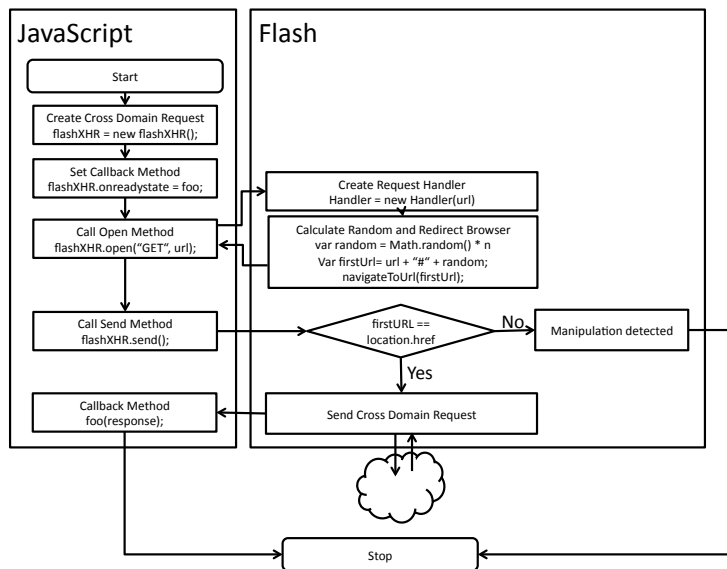 JavaScript
Start
Create Cross Domain Request
flashXHR = new flashXHR();
Set Callback Method
flashXHR.onreadystate = foo;
Call Open Method
flashXHR.open(“GET“, url);
Call Send Method
flashXHR.send();
Callback Method
foo(response);
Flash
Create Request Handler
Handler = new Handler(url)
Calculate Random and Redirect Browser
var random = Math.random() * n
Var firstUrl= url + “#“ + random;
navigateToUrl(firstUrl);
firstURL ==
location.href
No
Manipulation detected
Yes
Send Cross Domain Request
Stop